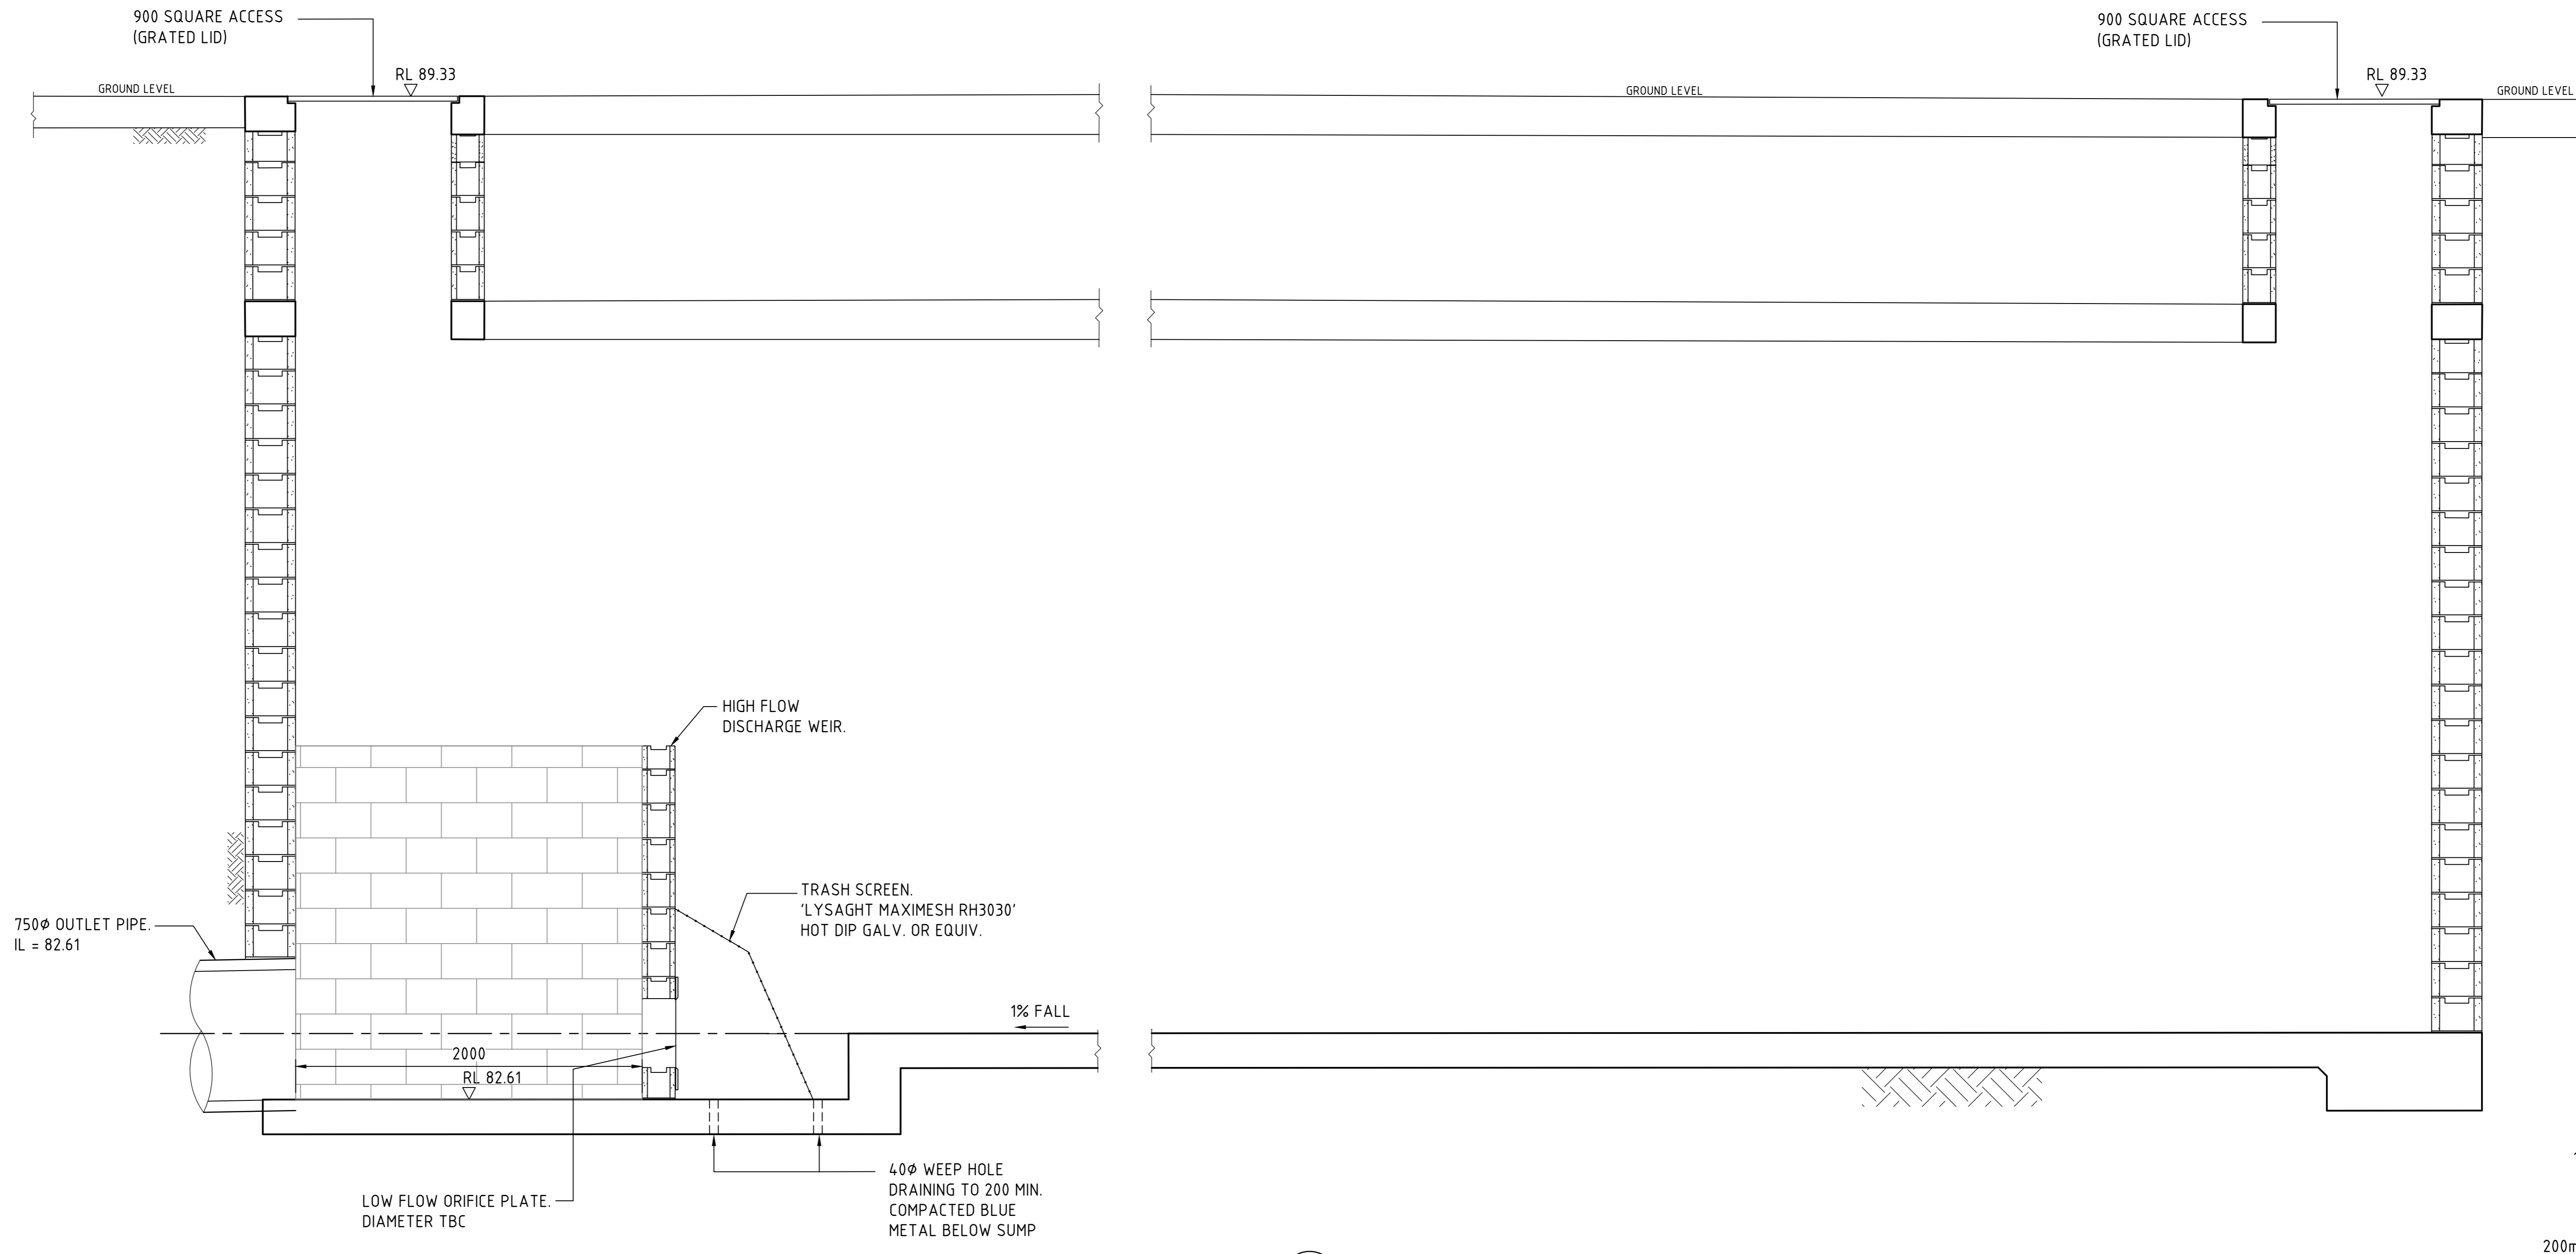 900 SQUARE ACCESS
(GRATED LID)
RL 89.33
GROUND LEVEL
900 SQUARE ACCESS
(GRATED LID)
RL 89.33
GROUND LEVEL
GROUND LEVEL
HIGH FLOW
DISCHARGE WEIR.
TRASH SCREEN.
'LYSAGHT MAXIMESH RH3030'
HOT DIP GALV. OR EQUIV.
750Ø OUTLET PIPE.
IL = 82.61
1% FALL
2000
RL 82.61
40Ø WEEP HOLE
DRAINING TO 200 MIN.
COMPACTED BLUE
METAL BELOW SUMP
LOW FLOW ORIFICE PLATE.
DIAMETER TBC
200m